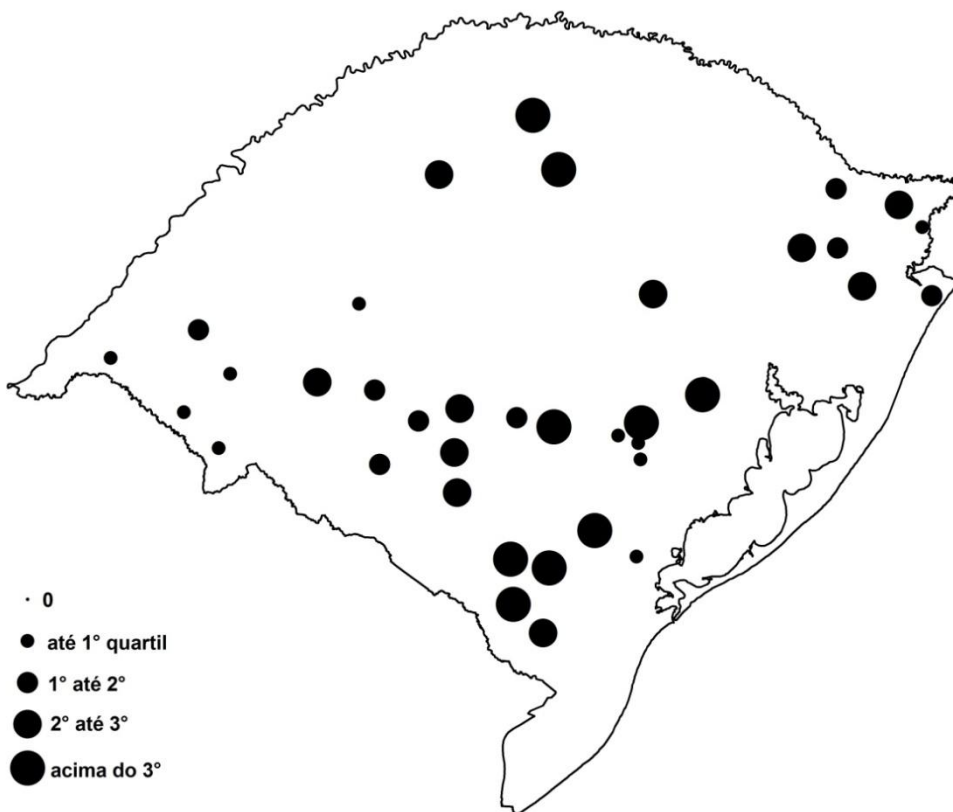 0
até 1° quartil
1° até 2°
2° até 3°
acima do 3°